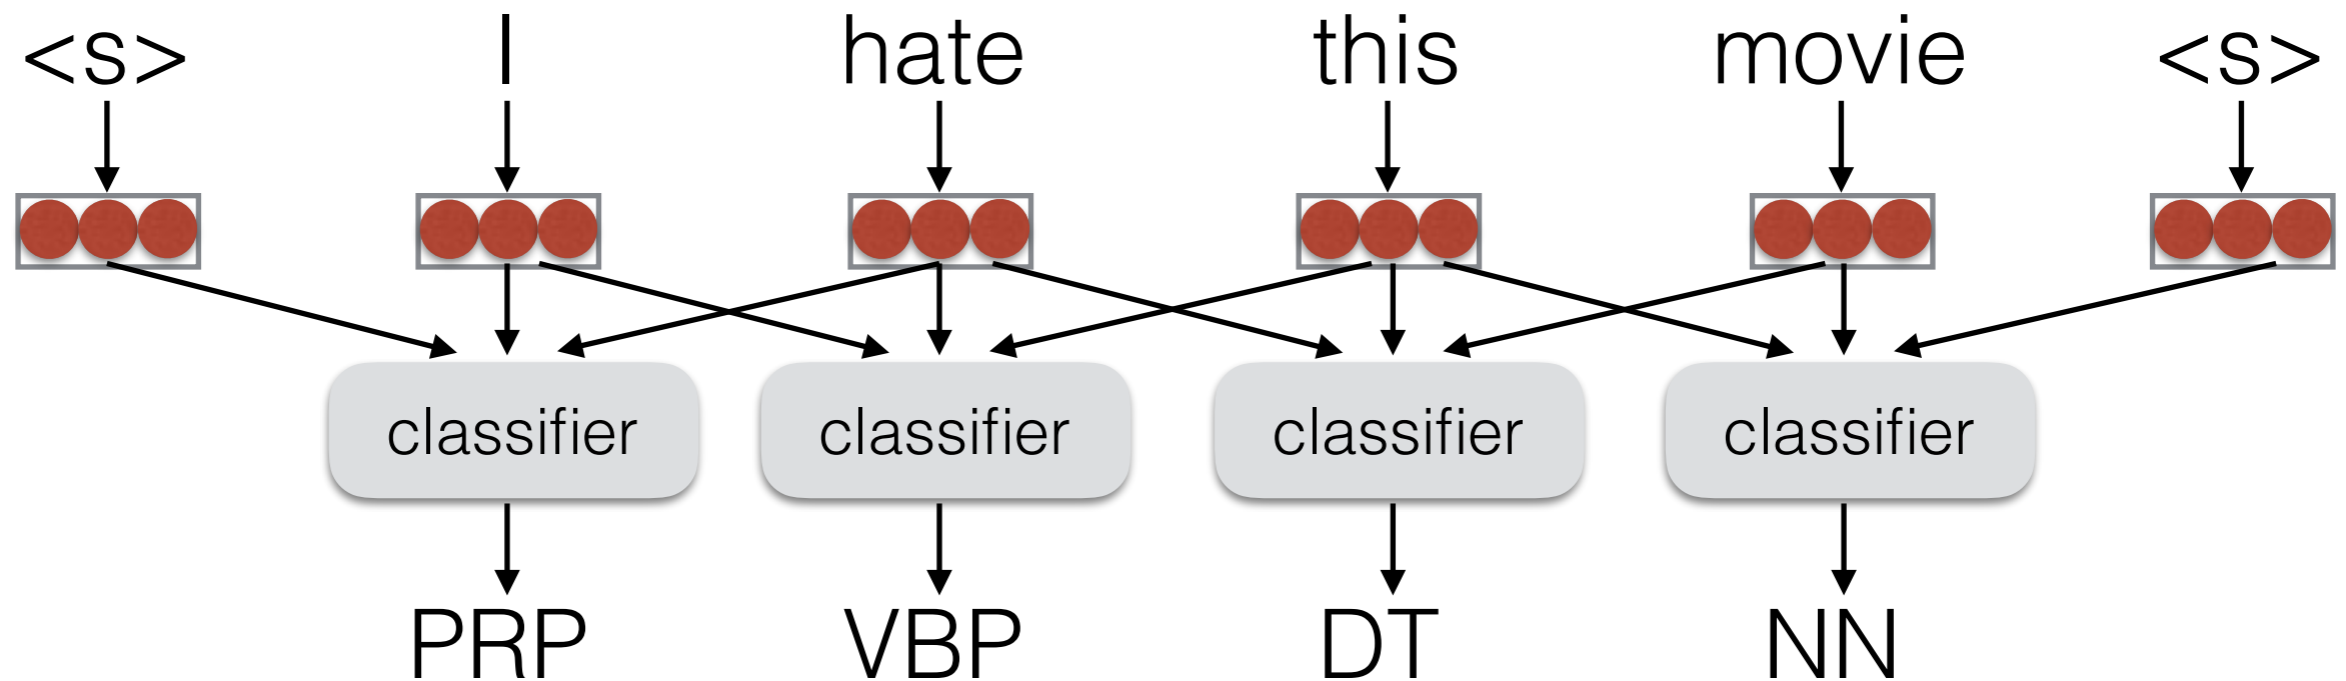 <s> I hate this movie <s>
classifier classifier classifier classifier
PRP VBP DT NN